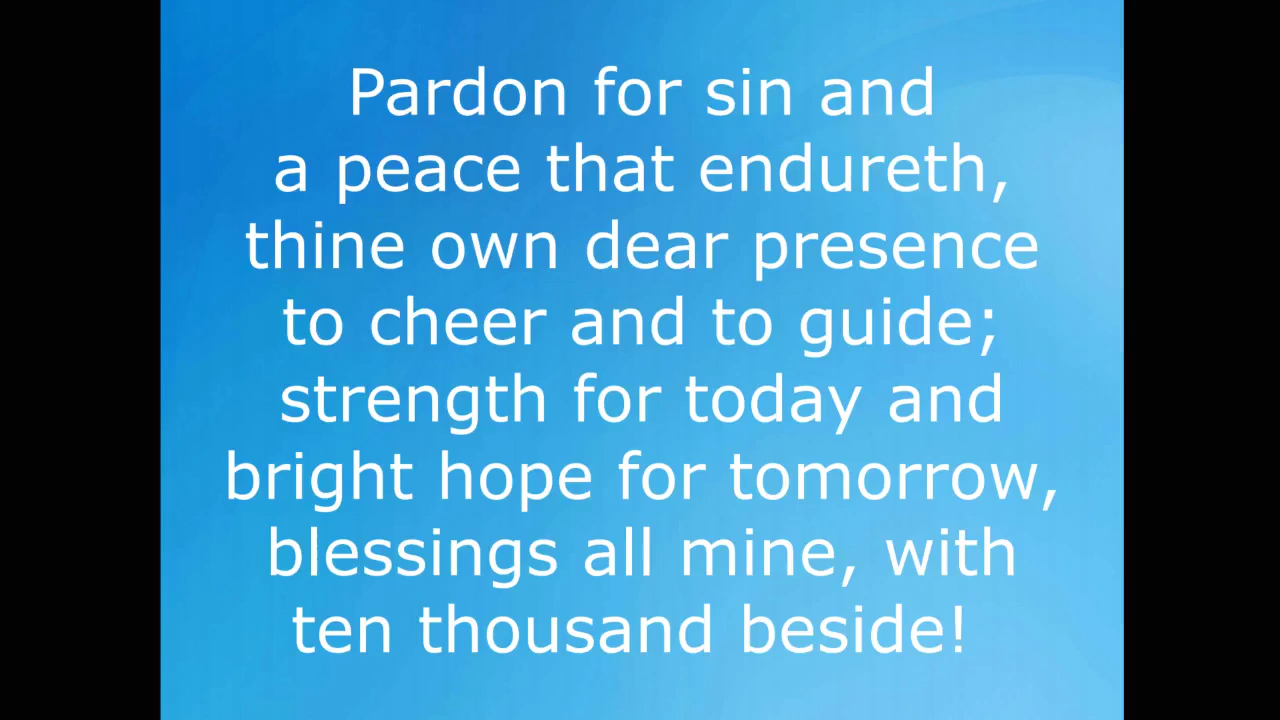 Pardon for sin and
a peace that endureth,
thine own dear presence
to cheer and to guide;
strength for today and
bright hope for tomorrow,
blessings all mine, with
ten thousand beside!